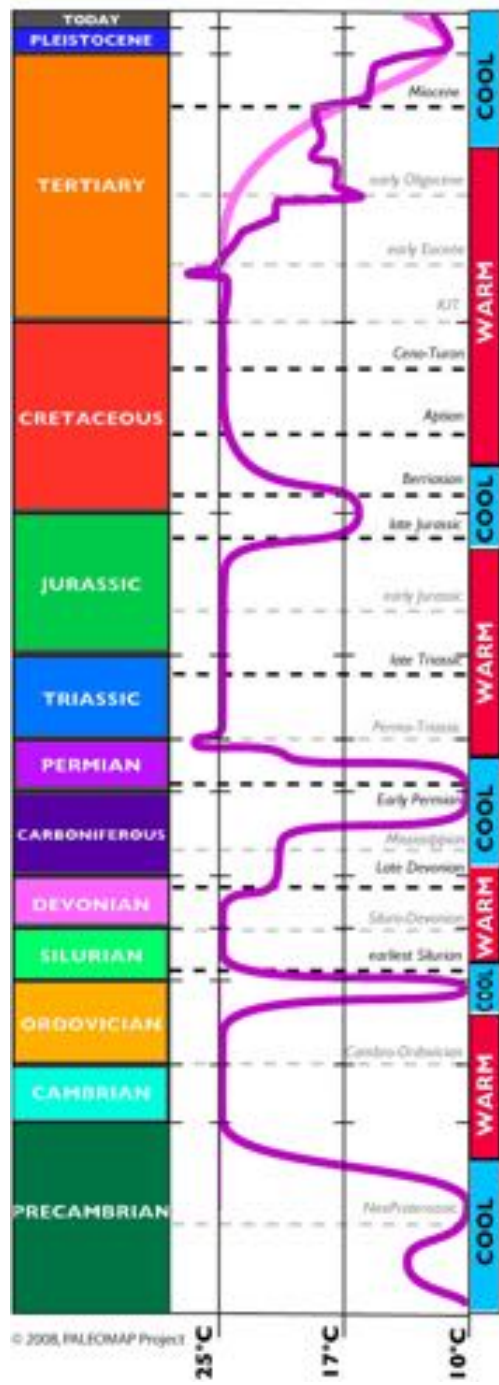 TODAY
PLEISTOCENE
TERTIARY
CRETACEOUS
JURASSIC
TRIASSIC
PERMIAN
CARBONIFEROUS
DEVONIAN
SILURIAN
ORDOVICIAN
CAMBRIAN
PRECAMBRIAN
Miocene
early Oligocene
early Eocene
K/T
Ceno-Turon
Aptian
Berriasian
late Jurassic
early Jurassic
late Triassic
Permo-Triassic
Early Permian
Mississippian
Late Devonian
Siluro-Devonian
earliest Silurian
Cambro-Ordovician
NeoProterozoic
COOL
WARM
COOL
WARM
COOL
WARM
COOL
WARM
COOL
25°C
17°C
10°C
© 2008, PALEOMAP Project